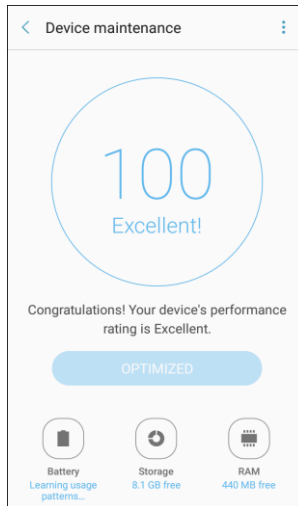 Device maintenance
100
Excellent!
Congratulations! Your device's performance
rating is Excellent.
OPTIMIZED
Battery
Learning usage
patterns...
Storage
8.1 GB free
RAM
440 MB free